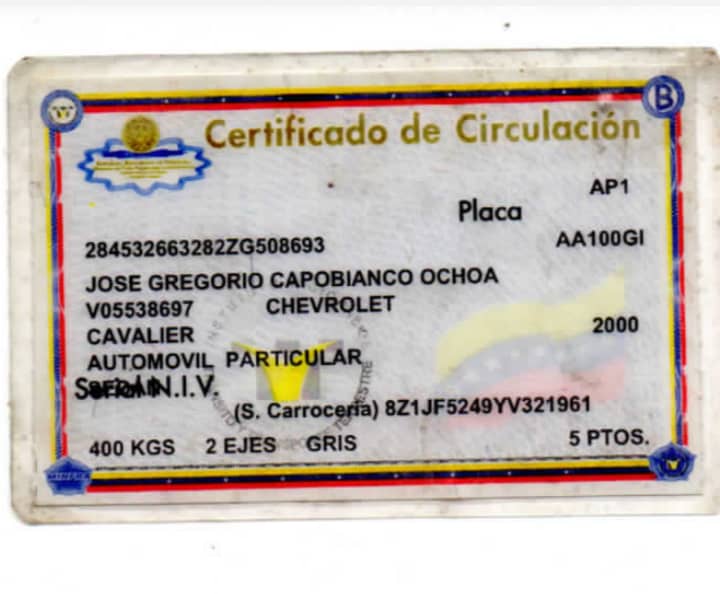 B
Certificado de Circulación
AP1
Placa
284532663282ZG508693
AA100GI
JOSE GREGORIO CAPOBIANCO OCHOA
V05538697 CHEVROLET
CAVALIER 2000
AUTOMOVIL PARTICULAR
Serial N.I.V.
(S. Carrocería) 8Z1JF5249YV321961
400 KGS 2 EJES GRIS 5 PTOS.